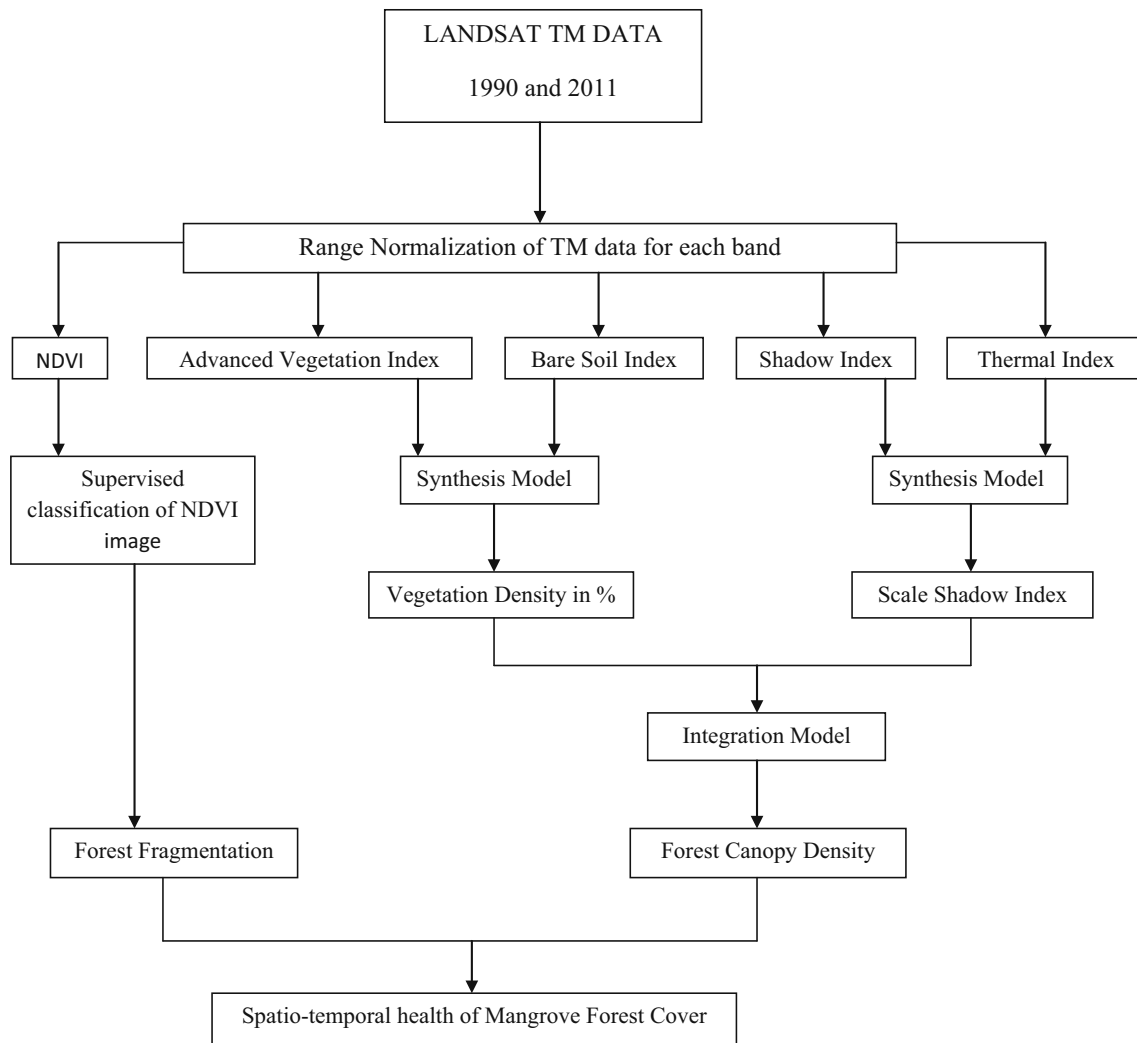 LANDSAT TM DATA
1990 and 2011
Range Normalization of TM data for each band
NDVI
Advanced Vegetation Index
Bare Soil Index
Shadow Index
Thermal Index
Supervised
classification of NDVI
image
Synthesis Model
Synthesis Model
Vegetation Density in %
Scale Shadow Index
Integration Model
Forest Fragmentation
Forest Canopy Density
Spatio-temporal health of Mangrove Forest Cover